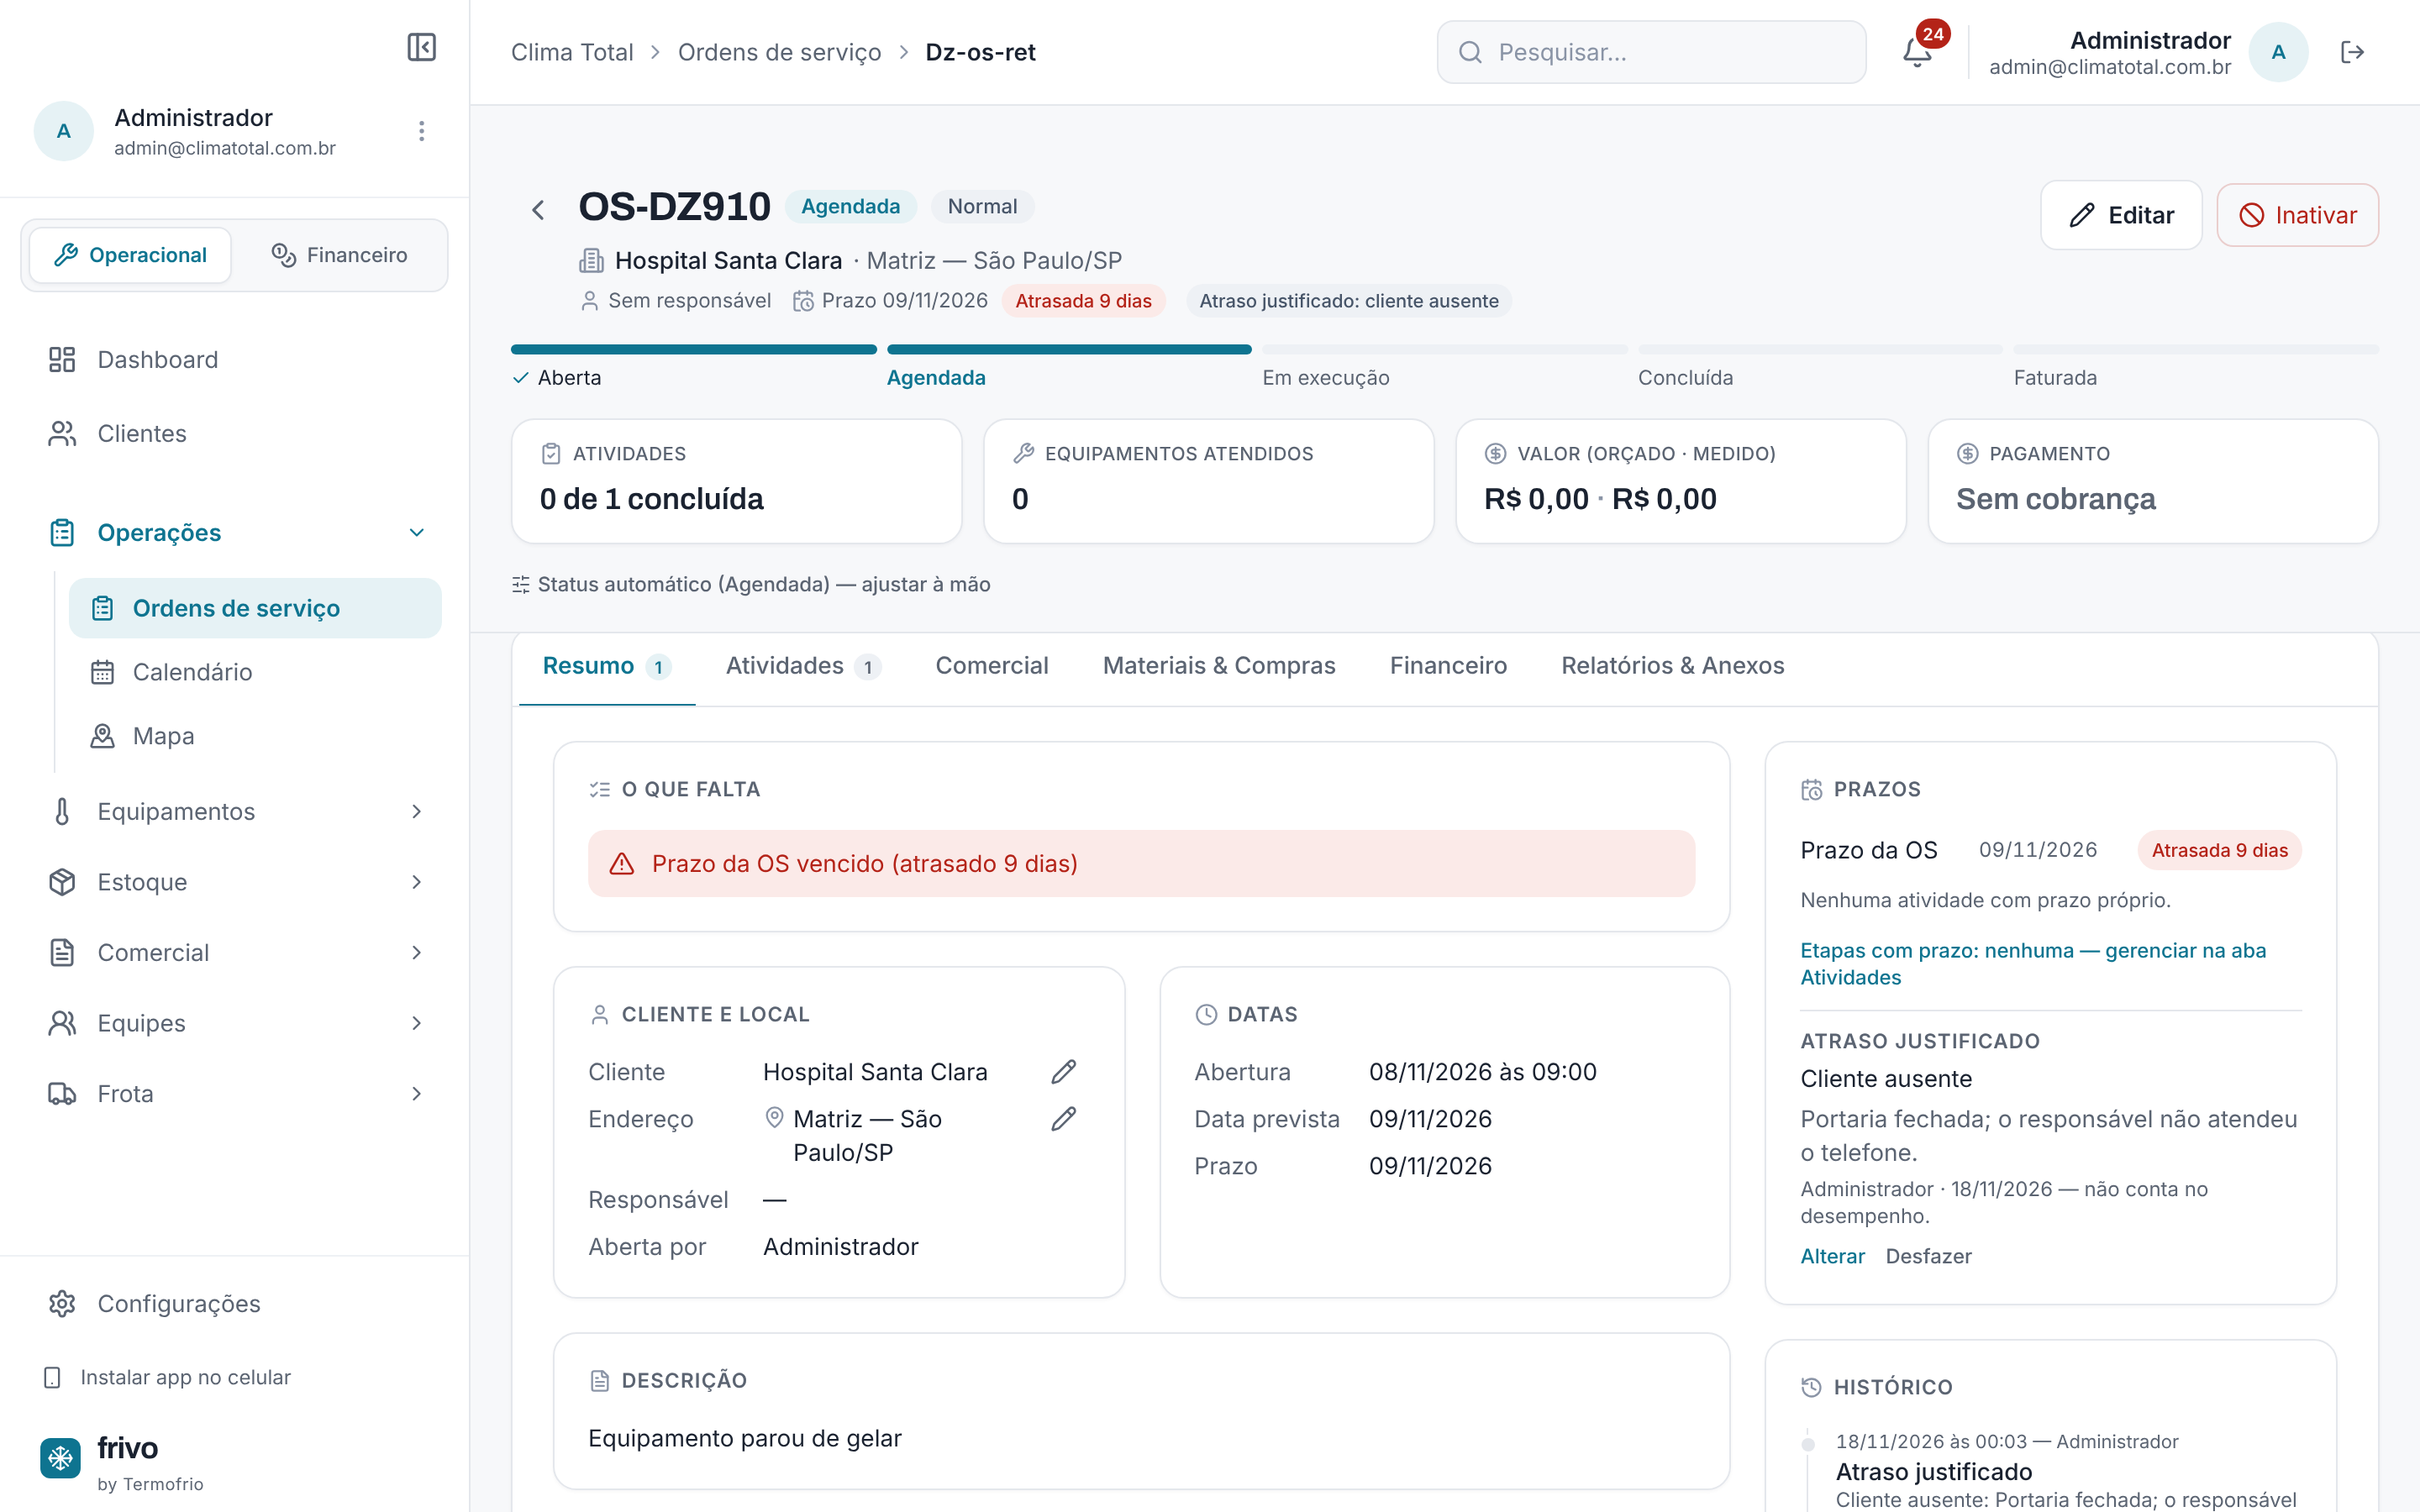 Administrador
admin@climatotal.com.br
Operacional
Financeiro
Dashboard
Clientes
Operações
Ordens de serviço
Calendário
Mapa
Equipamentos
Estoque
Comercial
Equipes
Frota
Configurações
Instalar app no celular
frivo
by Termofrio
Clima Total > Ordens de serviço > Dz-os-ret
Pesquisar...
24
Administrador
admin@climatotal.com.br
A
A
OS-DZ910 Agendada Normal
Editar
Inativar
Hospital Santa Clara · Matriz — São Paulo/SP
Sem responsável Prazo 09/11/2026 Atrasada 9 dias Atraso justificado: cliente ausente
Aberta
Agendada
Em execução
Concluída
Faturada
ATIVIDADES
0 de 1 concluída
EQUIPAMENTOS ATENDIDOS
0
VALOR (ORÇADO · MEDIDO)
R$ 0,00 · R$ 0,00
PAGAMENTO
Sem cobrança
Status automático (Agendada) — ajustar à mão
Resumo 1
Atividades 1
Comercial
Materiais & Compras
Financeiro
Relatórios & Anexos
O QUE FALTA
Prazo da OS vencido (atrasado 9 dias)
CLIENTE E LOCAL
Cliente Hospital Santa Clara
Endereço Matriz — São
Paulo/SP
Responsável —
Aberta por Administrador
DATAS
Abertura 08/11/2026 às 09:00
Data prevista 09/11/2026
Prazo 09/11/2026
DESCRIÇÃO
Equipamento parou de gelar
PRAZOS
Prazo da OS 09/11/2026 Atrasada 9 dias
Nenhuma atividade com prazo próprio.
Etapas com prazo: nenhuma — gerenciar na aba
Atividades
ATRASO JUSTIFICADO
Cliente ausente
Portaria fechada; o responsável não atendeu
o telefone.
Administrador · 18/11/2026 — não conta no
desempenho.
Alterar Desfazer
HISTÓRICO
18/11/2026 às 00:03 — Administrador
Atraso justificado
Cliente ausente: Portaria fechada; o responsável